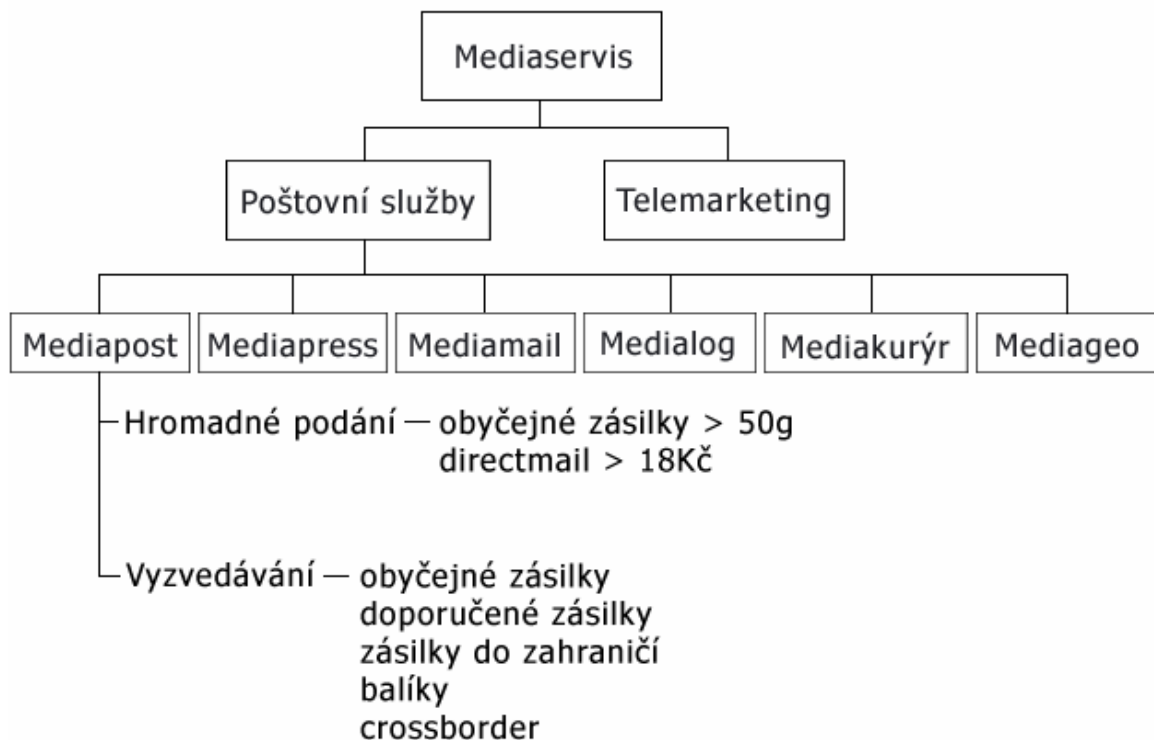 Mediaservis
Poštovní služby
Telemarketing
Mediapost
Mediapress
Mediamail
Medialog
Mediakurýr
Mediageo
Hromadné podání
obyčejné zásilky > 50g
directmail > 18Kč
Vyzvedávání
obyčejné zásilky
doporučené zásilky
zásilky do zahraničí
balíky
crossborder